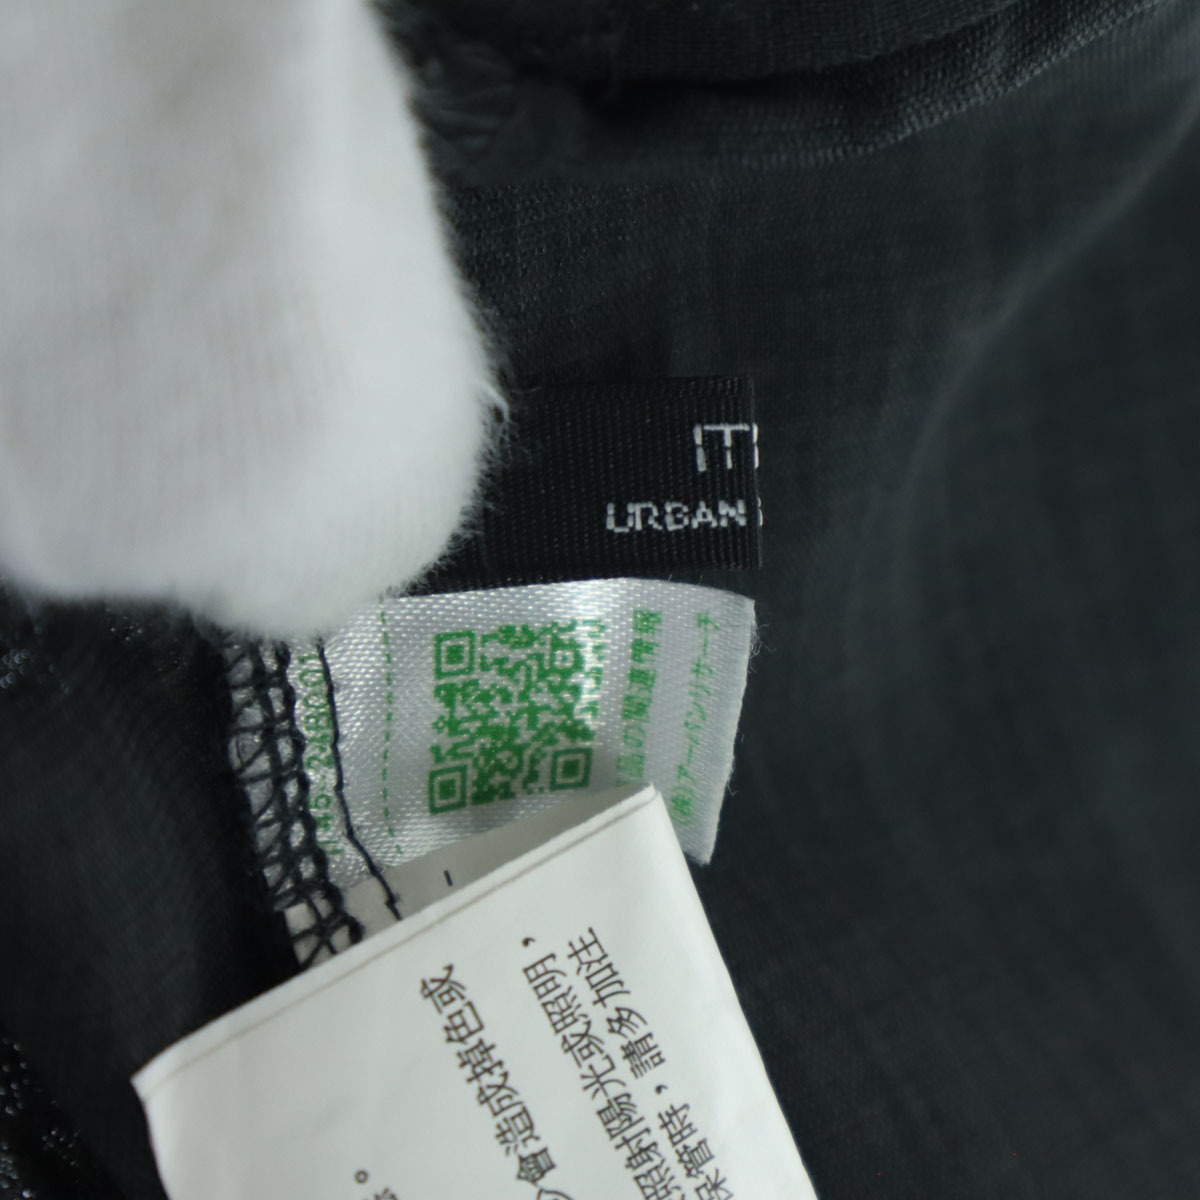 IT
URBAN
品の関連情報
㈱アーバンリサーチ
會造成掉色或
照射陽光或照明，
保管時，請多加注